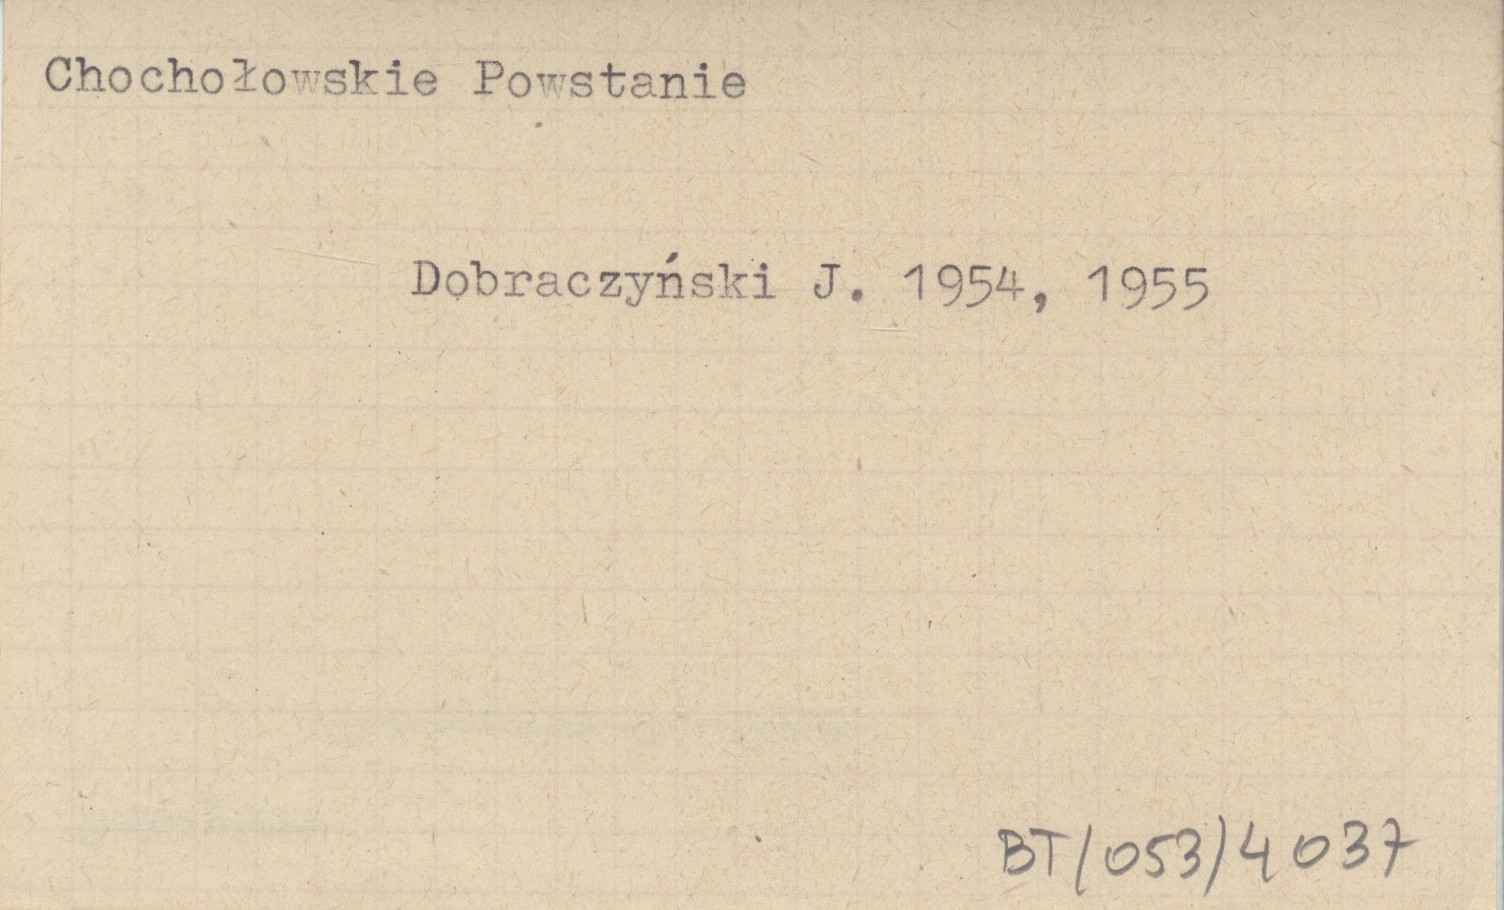 Chochołowskie Powstanie
Dobraczyński J. 1954, 1955
BT/053/4037